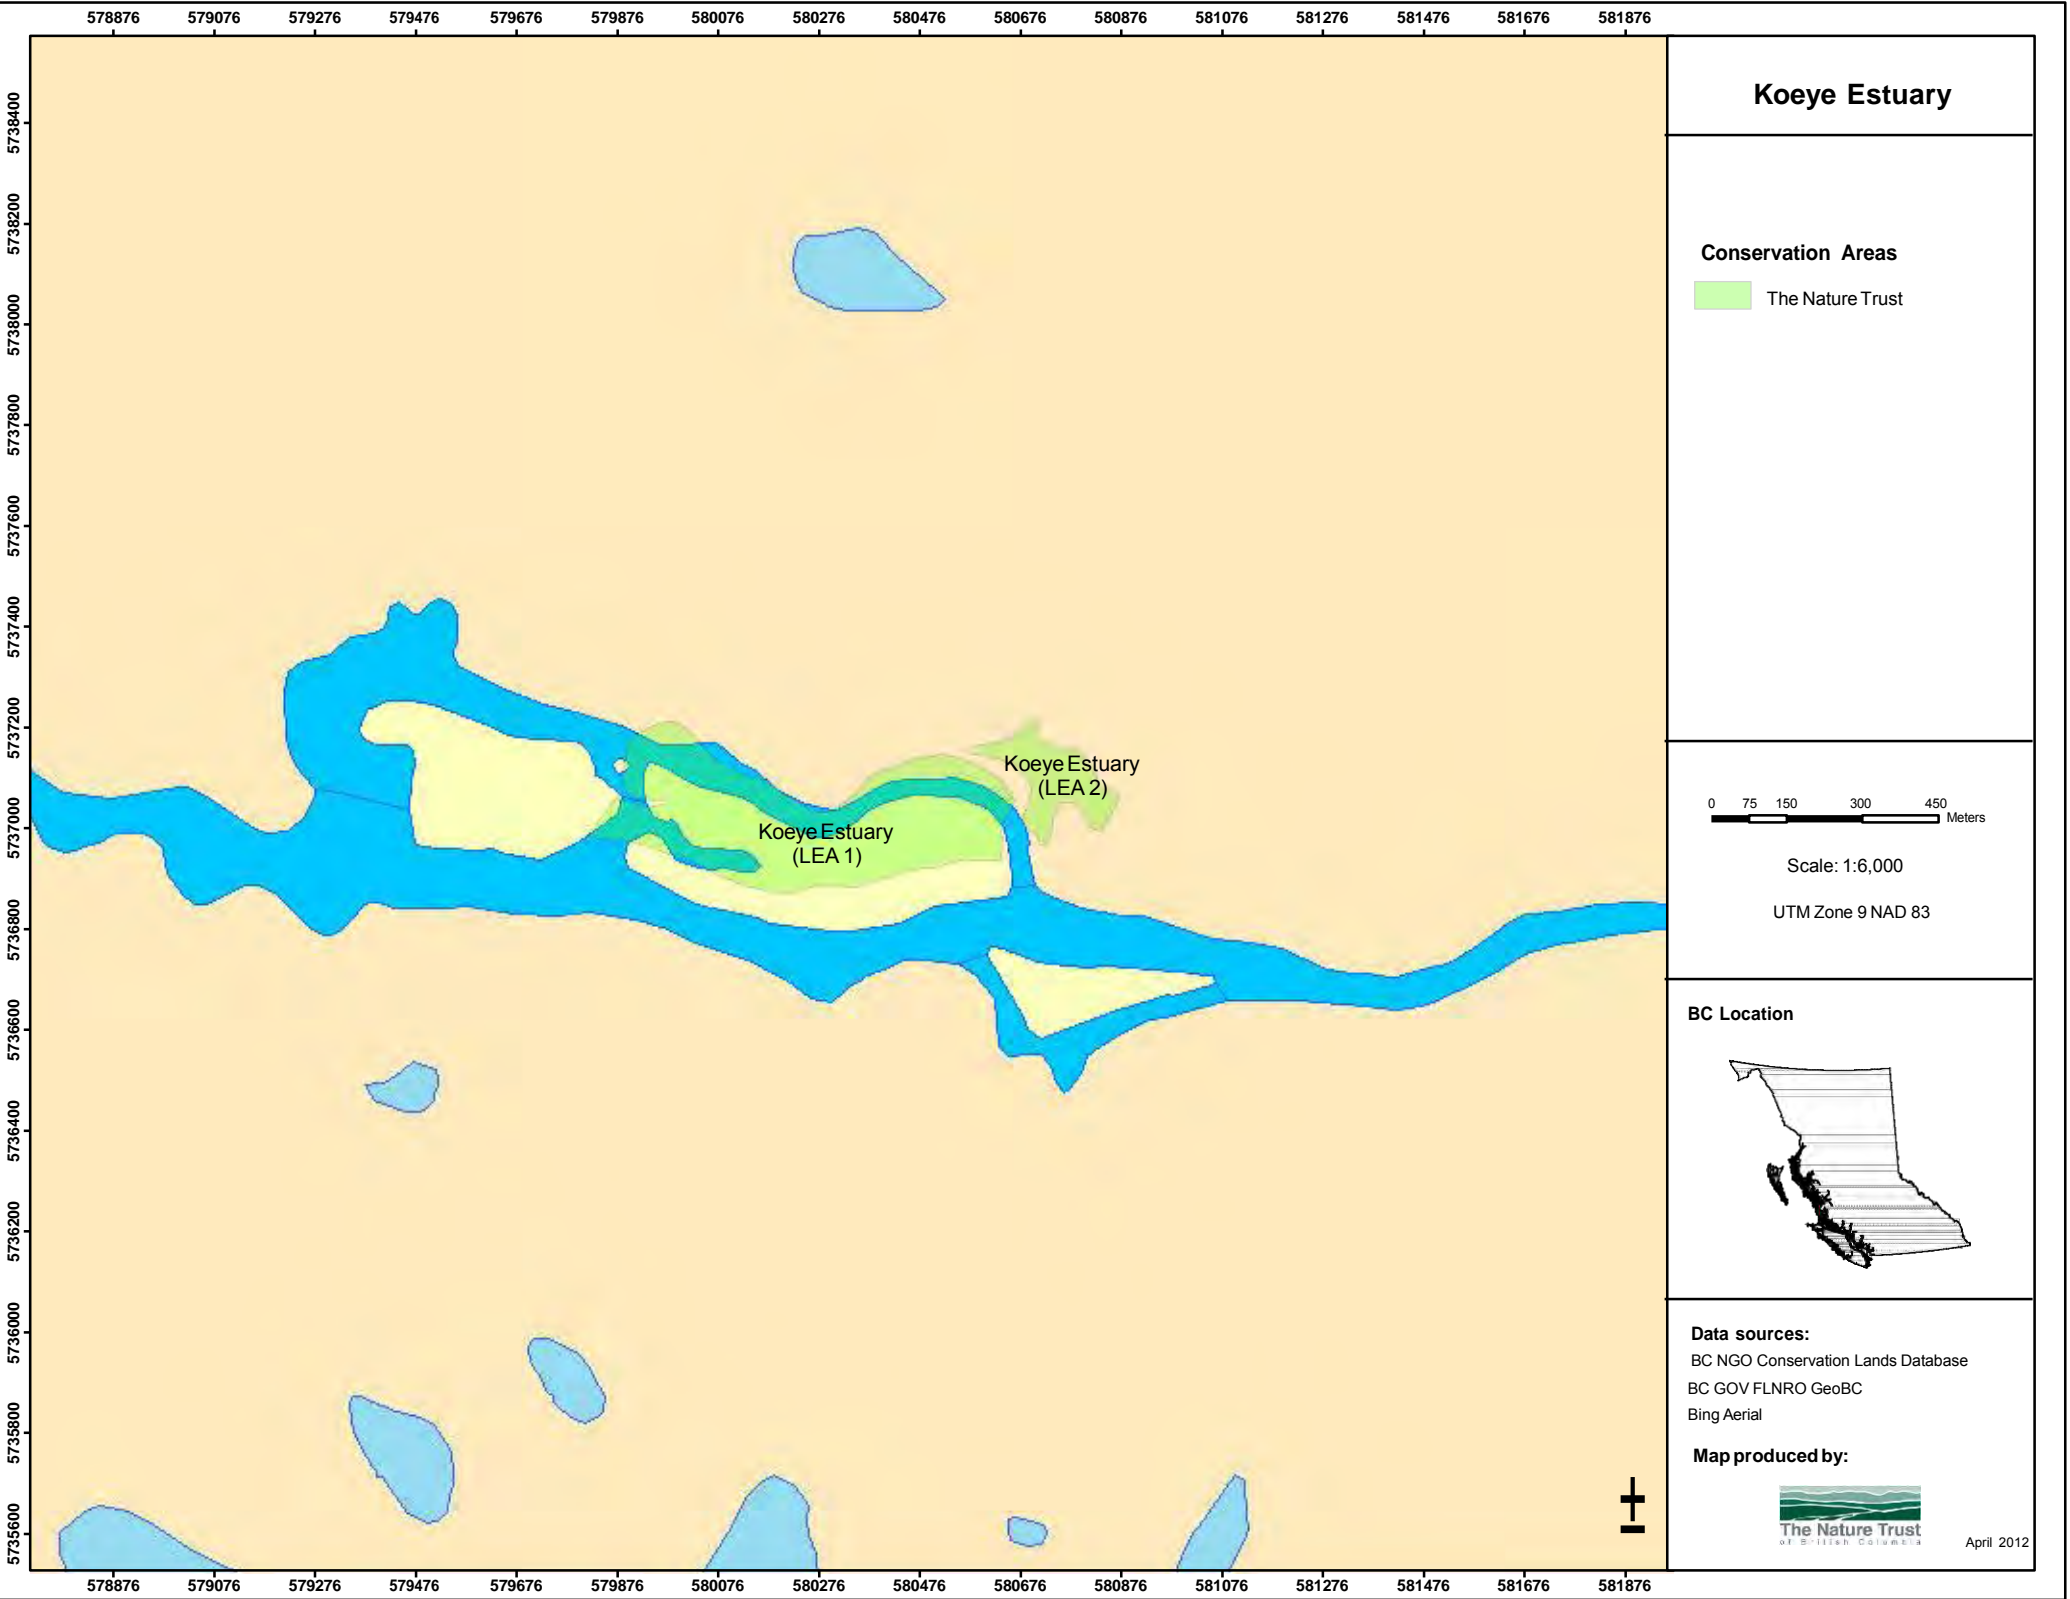 578876 579076 579276 579476 579676 579876 580076 580276 580476 580676 580876 581076 581276 581476 581676 581876
5738400
5738200
5738000
5737800
5737600
5737400
5737200
5737000
5736800
5736600
5736400
5736200
5736000
5735800
5735600
Koeye Estuary
(LEA 2)
Koeye Estuary
(LEA 1)
578876 579076 579276 579476 579676 579876 580076 580276 580476 580676 580876 581076 581276 581476 581676 581876
Koeye Estuary
Conservation Areas
The Nature Trust
0 75 150 300 450
Meters
Scale: 1:6,000
UTM Zone 9 NAD 83
BC Location
Data sources:
BC NGO Conservation Lands Database
BC GOV FLNRO GeoBC
Bing Aerial
Map produced by:
The Nature Trust
of British Columbia
April 2012